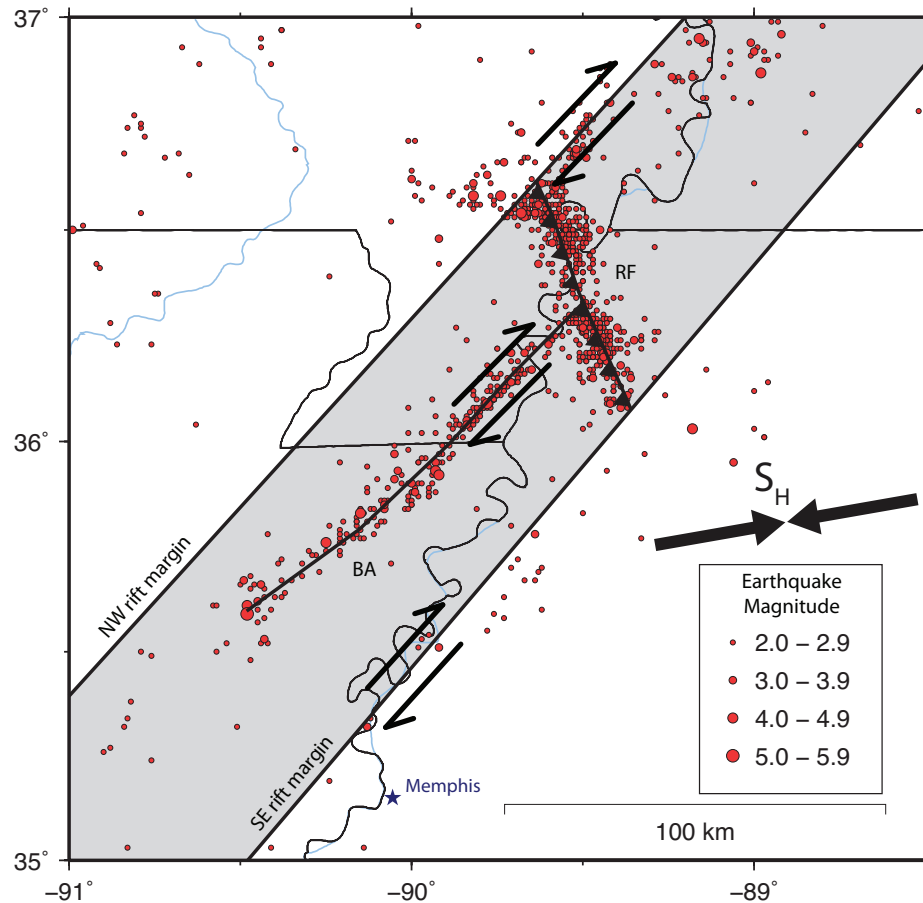 37˚
RF
36˚
S
H
NW rift margin
BA
Earthquake
Magnitude
2.0 – 2.9
3.0 – 3.9
4.0 – 4.9
5.0 – 5.9
SE rift margin
Memphis
100 km
35˚
−91˚
−90˚
−89˚